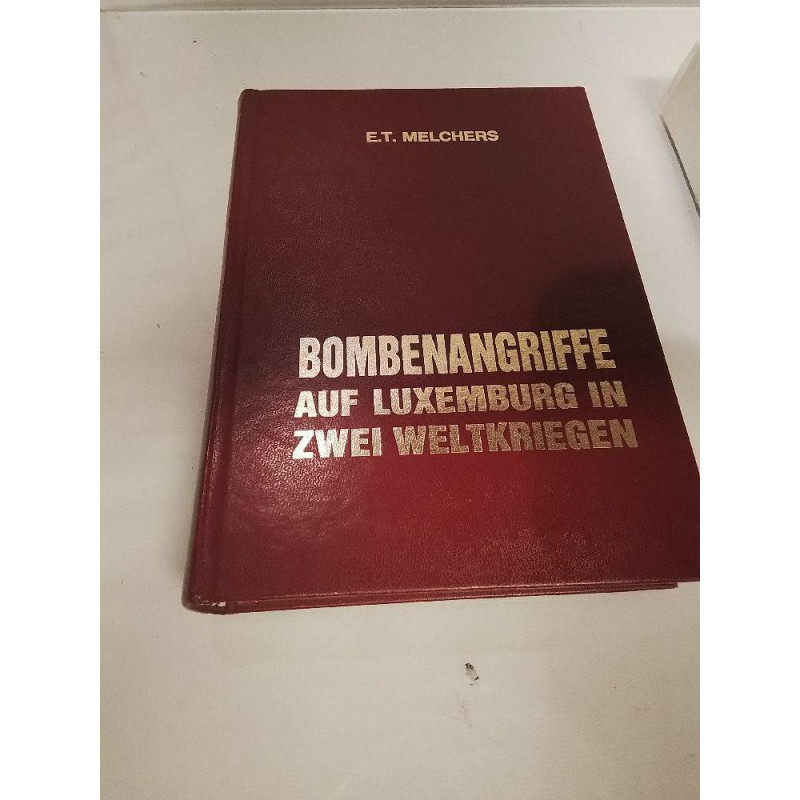 E.T. MELCHERS
BOMBENANGRIFFE
AUF LUXEMBURG IN
ZWEI WELTKRIEGEN